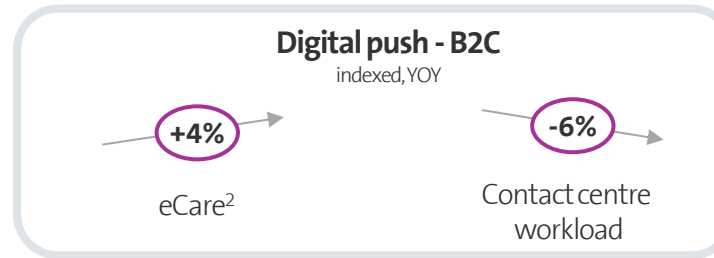 Digital push - B2C
indexed, YOY
+4%
-6%
eCare²
Contact centre
workload